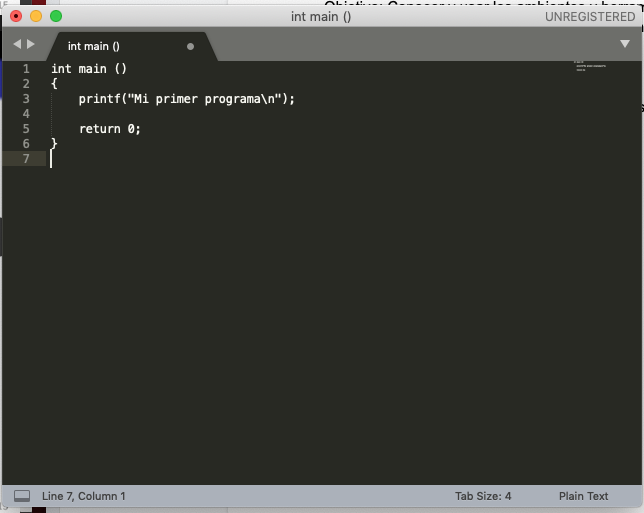 int main ()
UNREGISTERED
int main ()
1 int main ()
2 {
3     printf("Mi primer programa\n");
4
5     return 0;
6 }
7
Line 7, Column 1
Tab Size: 4
Plain Text